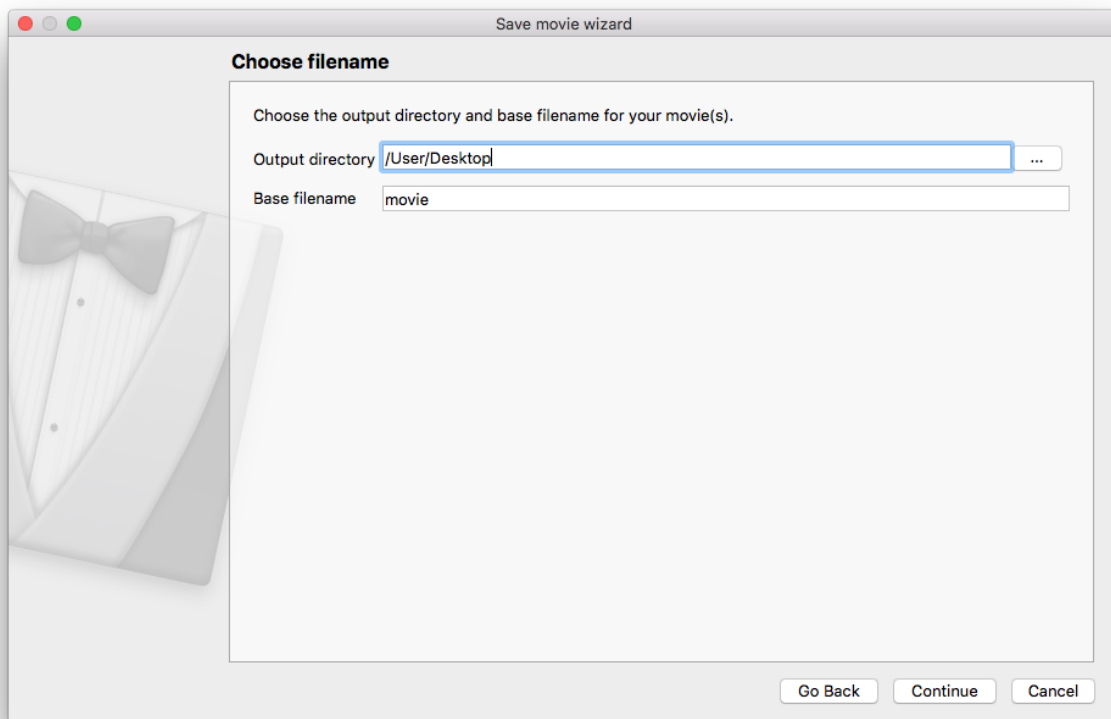 Save movie wizard
Choose filename
Choose the output directory and base filename for your movie(s).
Output directory /User/Desktop ...
Base filename movie
Go Back Continue Cancel